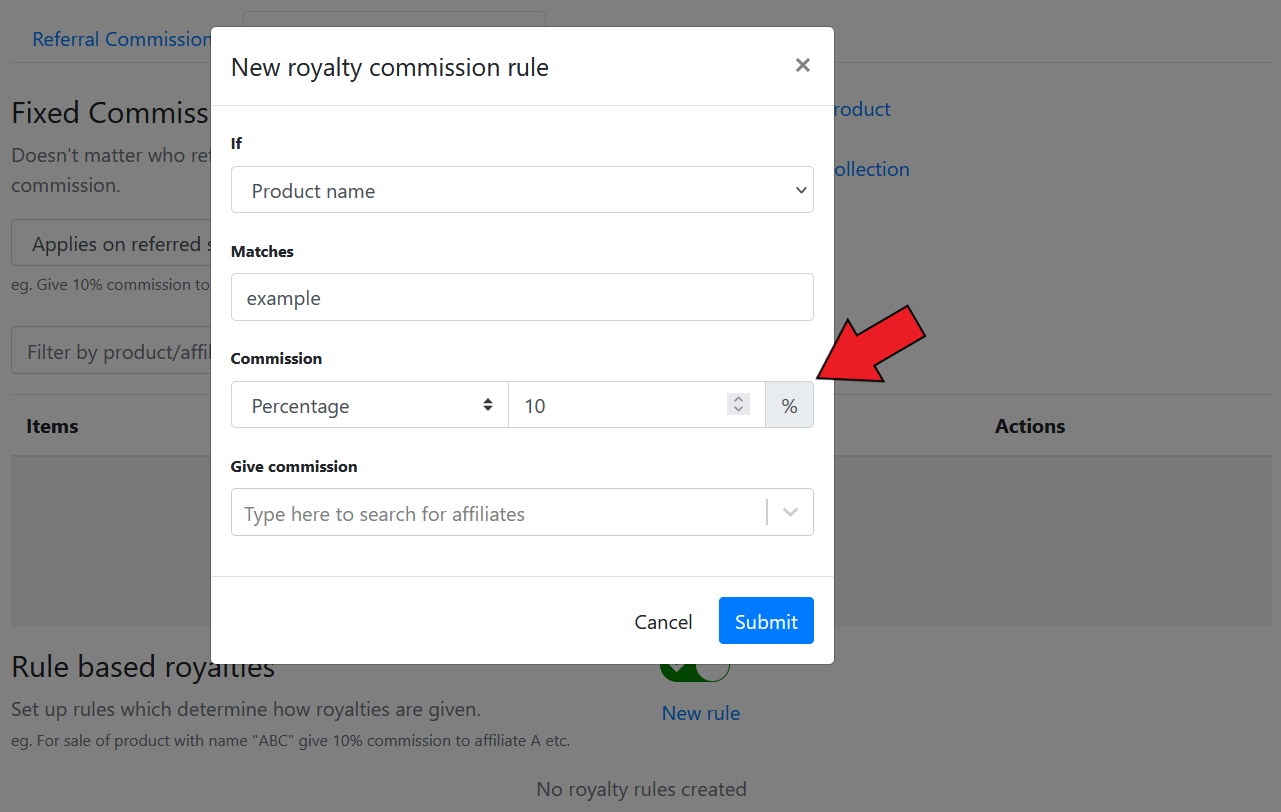 Referral Commission
New royalty commission rule
×
Fixed Commiss
roduct
Doesn't matter who ref
commission.
ollection
If
Product name
Applies on referred s
Matches
eg. Give 10% commission to
example
Filter by product/affil
Commission
Percentage 10 %
Items Actions
Give commission
Type here to search for affiliates
Cancel Submit
Rule based royalties
Set up rules which determine how royalties are given.
New rule
eg. For sale of product with name "ABC" give 10% commission to affiliate A etc.
No royalty rules created